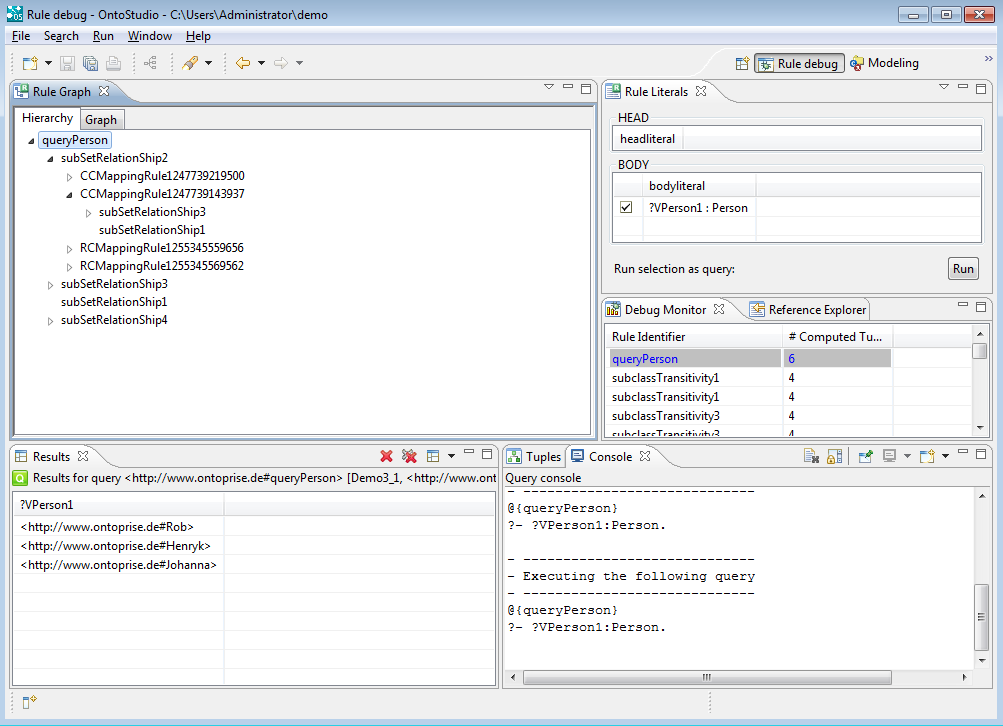 Rule debug - OntoStudio - C:\Users\Administrator\demo
File Search Run Window Help
Rule debug Modeling
Rule Graph
Hierarchy Graph
queryPerson
subSetRelationShip2
CCMappingRule1247739219500
CCMappingRule1247739143937
subSetRelationShip3
subSetRelationShip1
RCMappingRule1255345559656
RCMappingRule1255345569562
subSetRelationShip3
subSetRelationShip1
subSetRelationShip4
Rule Literals
HEAD
headliteral
BODY
bodyliteral
?VPerson1 : Person
Run selection as query: Run
Debug Monitor Reference Explorer
Rule Identifier # Computed Tu...
queryPerson 6
subclassTransitivity1 4
subclassTransitivity1 4
subclassTransitivity3 4
subclassTransitivity3 4
Results
Results for query <http://www.ontoprise.de#queryPerson> [Demo3_1, <http://www.ont
?VPerson1
<http://www.ontoprise.de#Rob>
<http://www.ontoprise.de#Henryk>
<http://www.ontoprise.de#Johanna>
Tuples Console
Query console
- ----------------------------
@{queryPerson}
?- ?VPerson1:Person.
- ----------------------------
- Executing the following query
- ----------------------------
@{queryPerson}
?- ?VPerson1:Person.